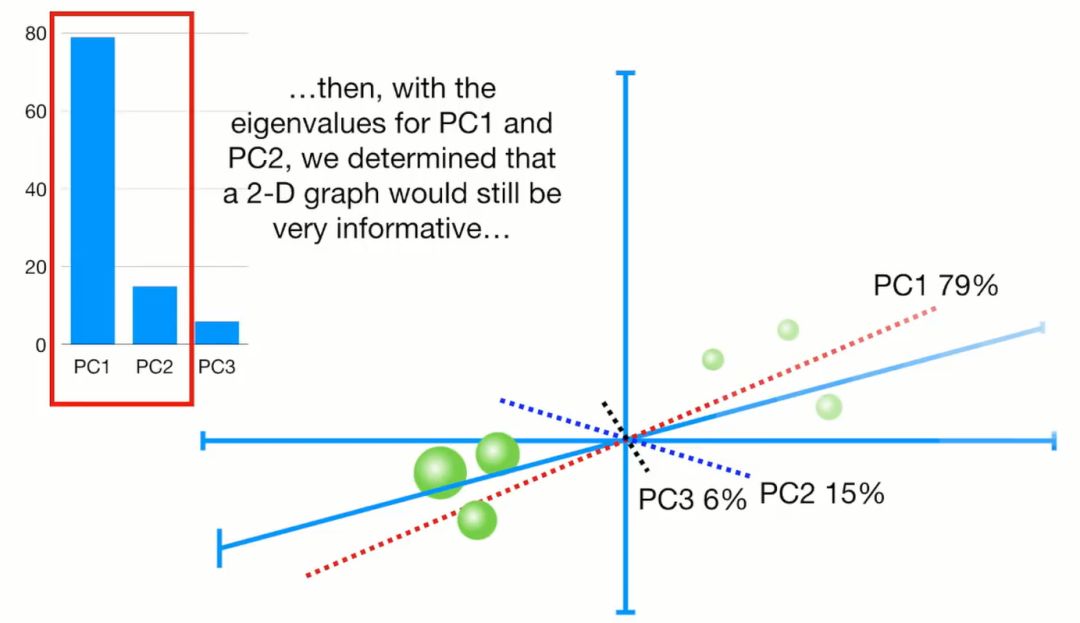 80
60
40
20
0
PC1 PC2 PC3
…then, with the
eigenvalues for PC1 and
PC2, we determined that
a 2-D graph would still be
very informative…
PC1 79%
PC3 6% PC2 15%